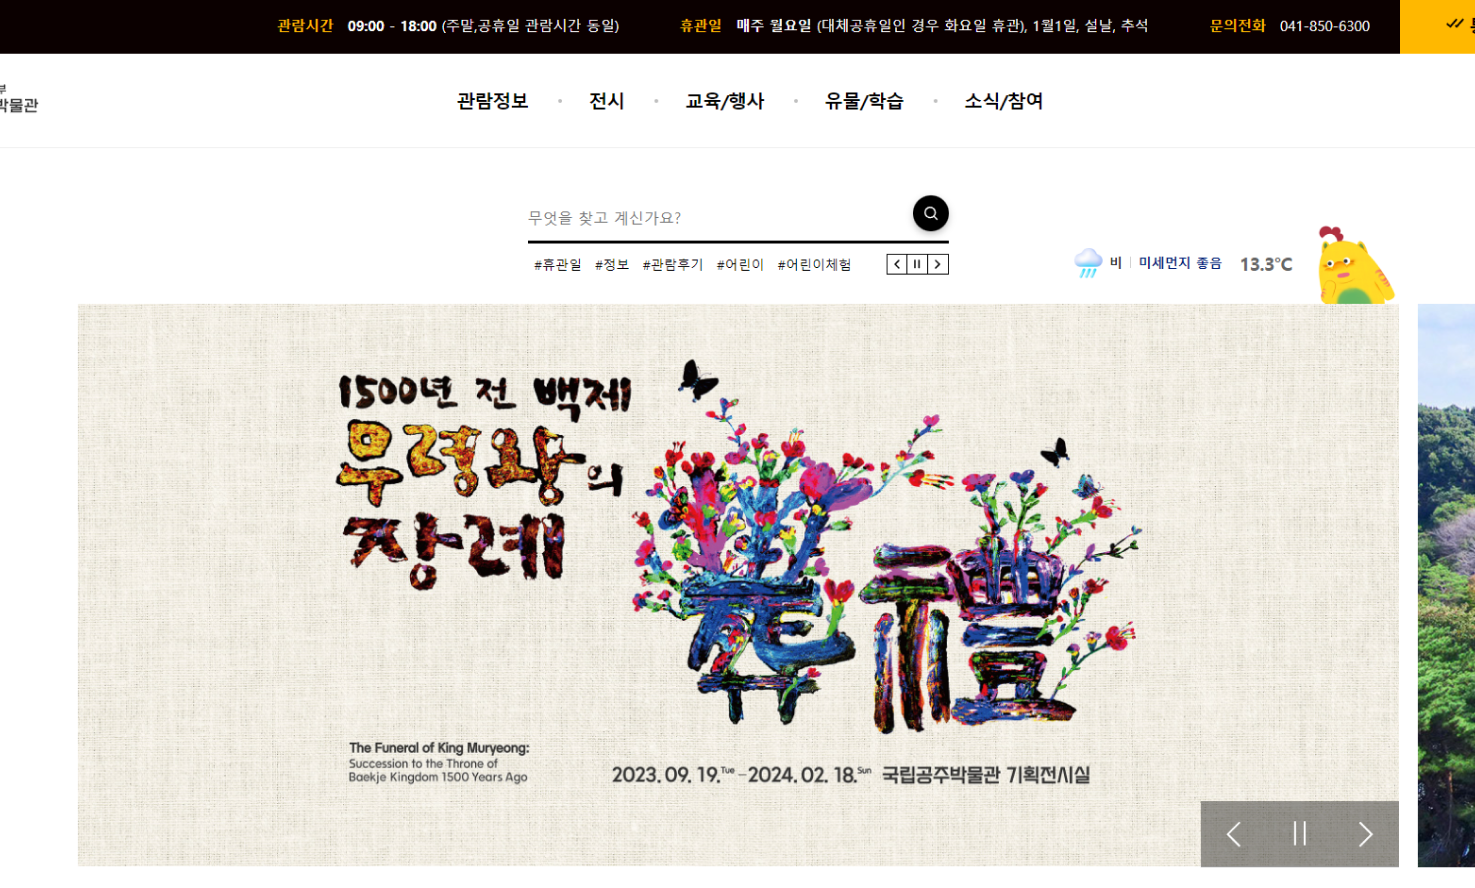 관람시간 09:00 - 18:00 (주말,공휴일 관람시간 동일) 휴관일 매주 월요일 (대체공휴일인 경우 화요일 휴관), 1월1일, 설날, 추석 문의전화 041-850-6300
박물관
관람정보 전시 교육/행사 유물/학습 소식/참여
무엇을 찾고 계신가요?
#휴관일 #정보 #관람후기 #어린이 #어린이체험
비 미세먼지 좋음 13.3℃
1500년 전 백제
무령왕의
장례
葬禮
The Funeral of King Muryeong:
Succession to the Throne of
Baekje Kingdom 1500 Years Ago
2023. 09. 19.Tue –2024. 02. 18.Sun 국립공주박물관 기획전시실